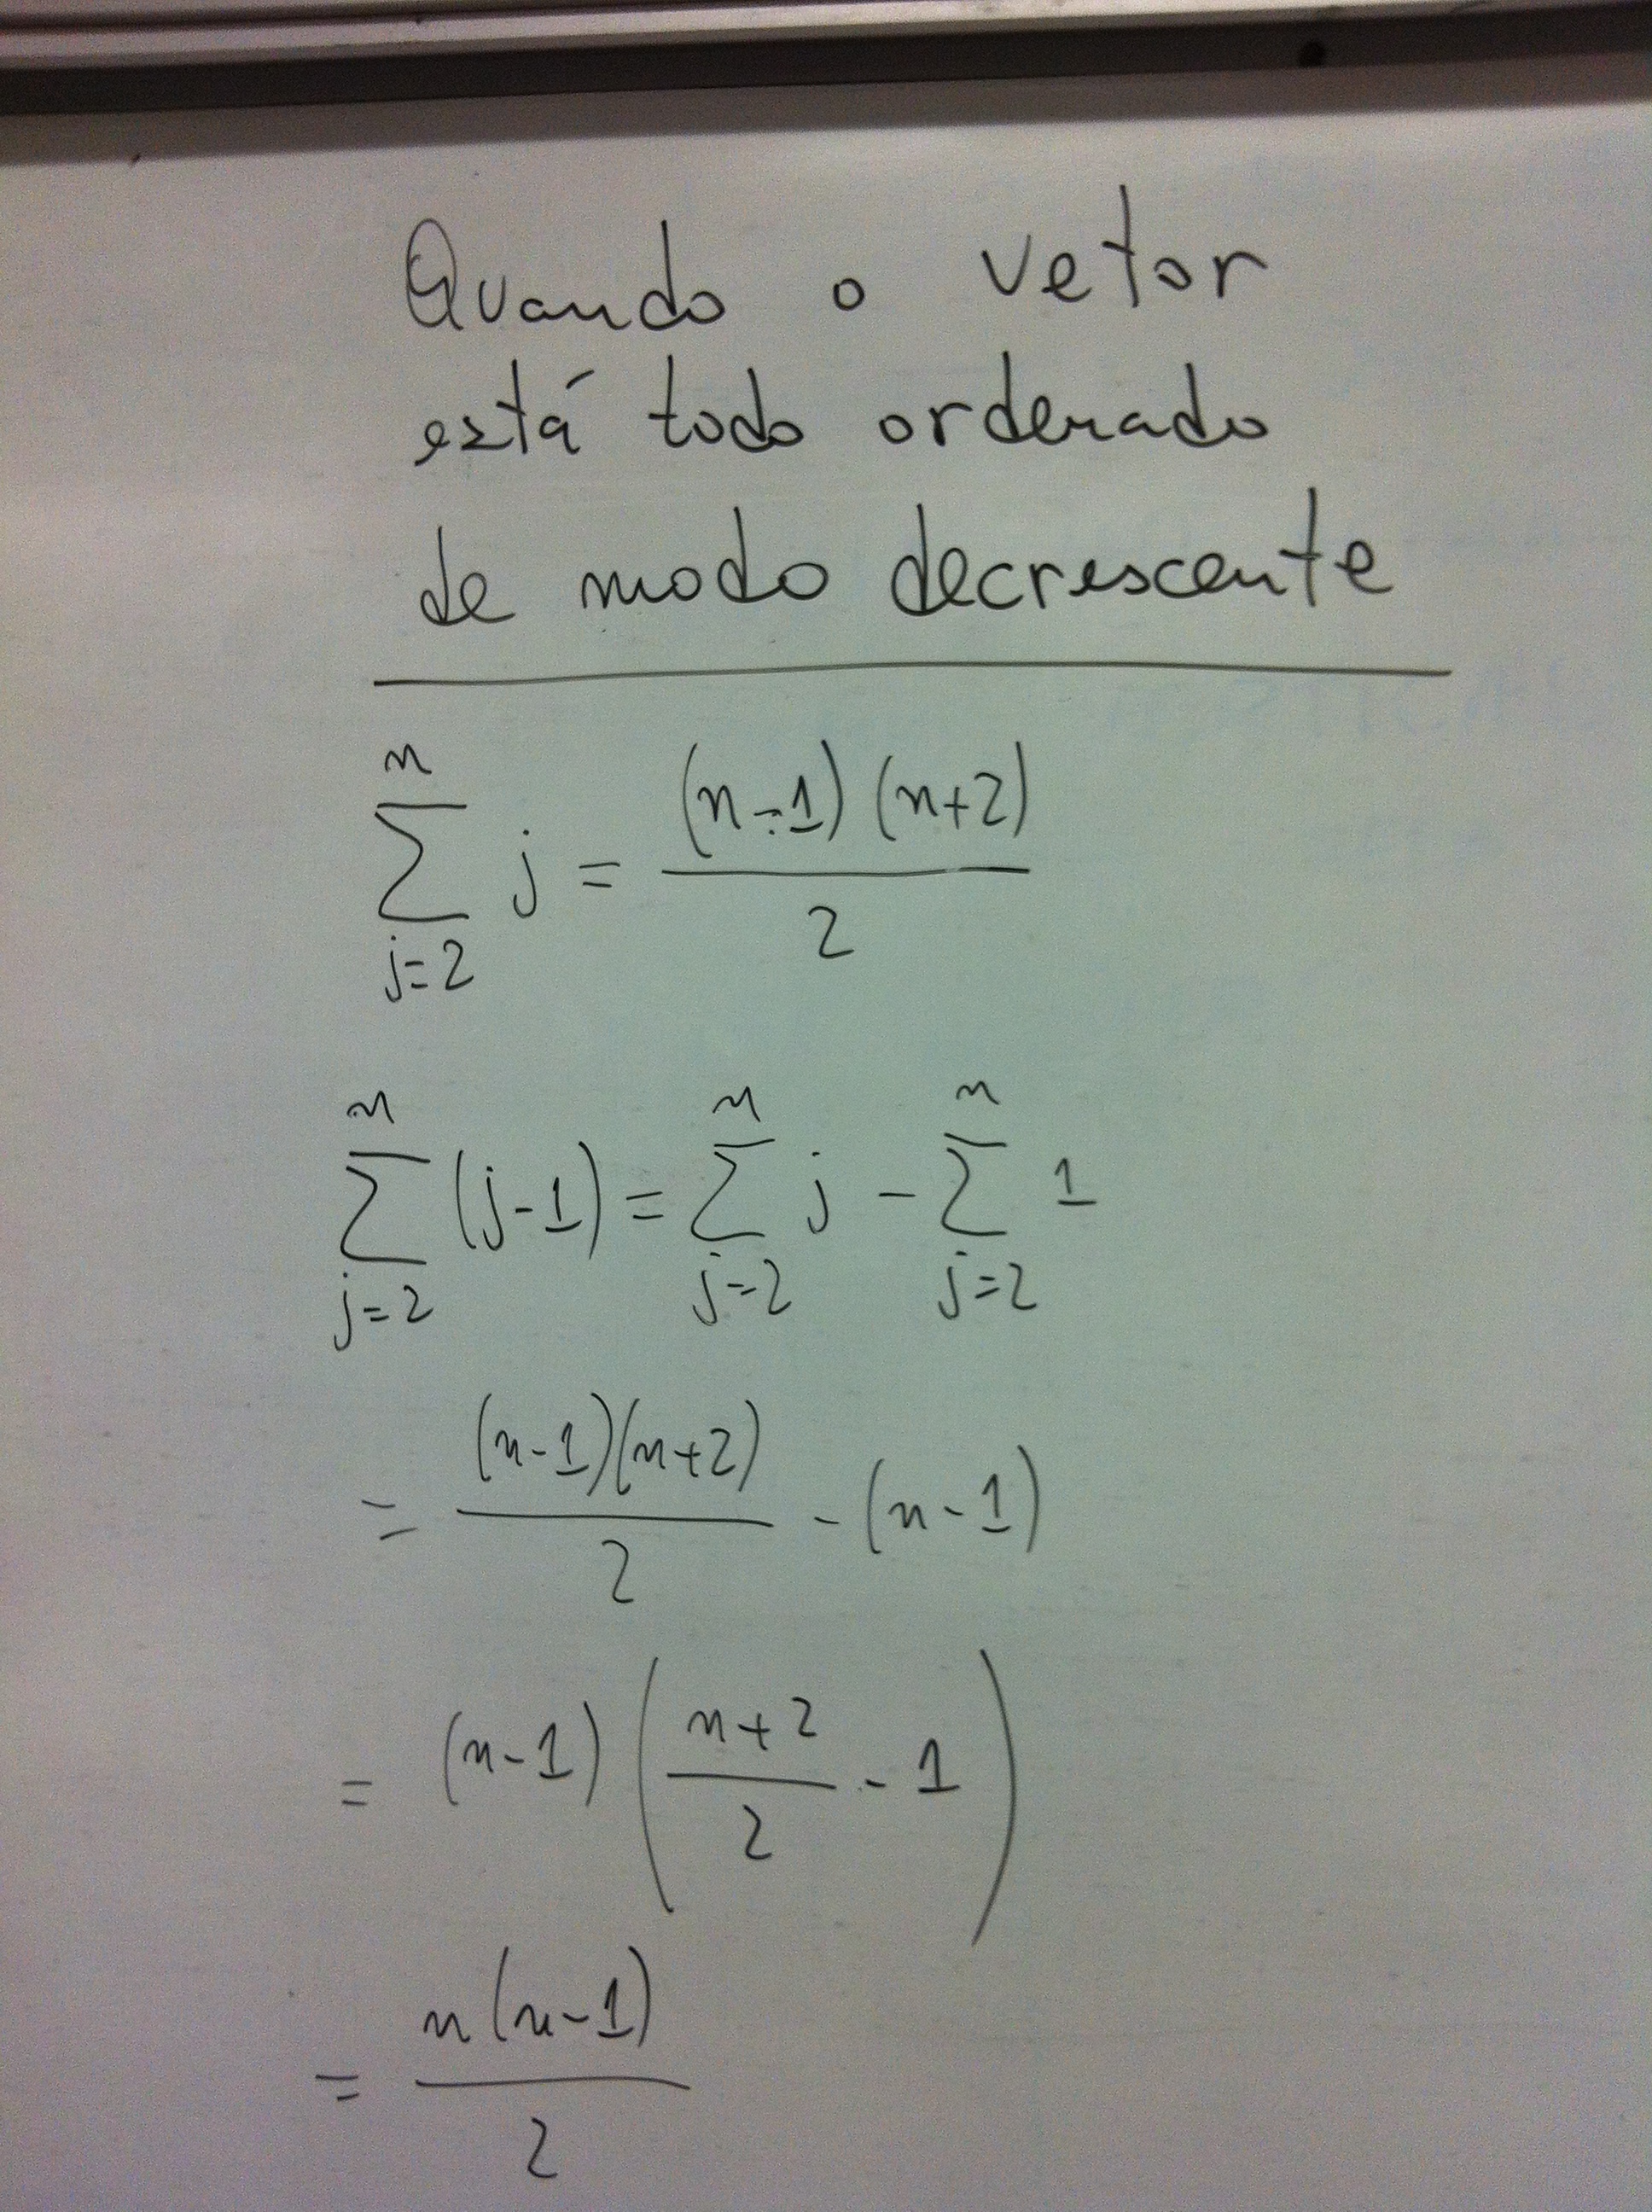 Quando o vetor
está todo ordenado
de modo decrescente
\sum_{j=2}^{n} j = \frac{(n-1)(n+2)}{2}
\sum_{j=2}^{n} (j-1) = \sum_{j=2}^{n} j - \sum_{j=2}^{n} 1
= \frac{(n-1)(n+2)}{2} - (n-1)
= (n-1) \left( \frac{n+2}{2} - 1 \right)
= \frac{n(n-1)}{2}